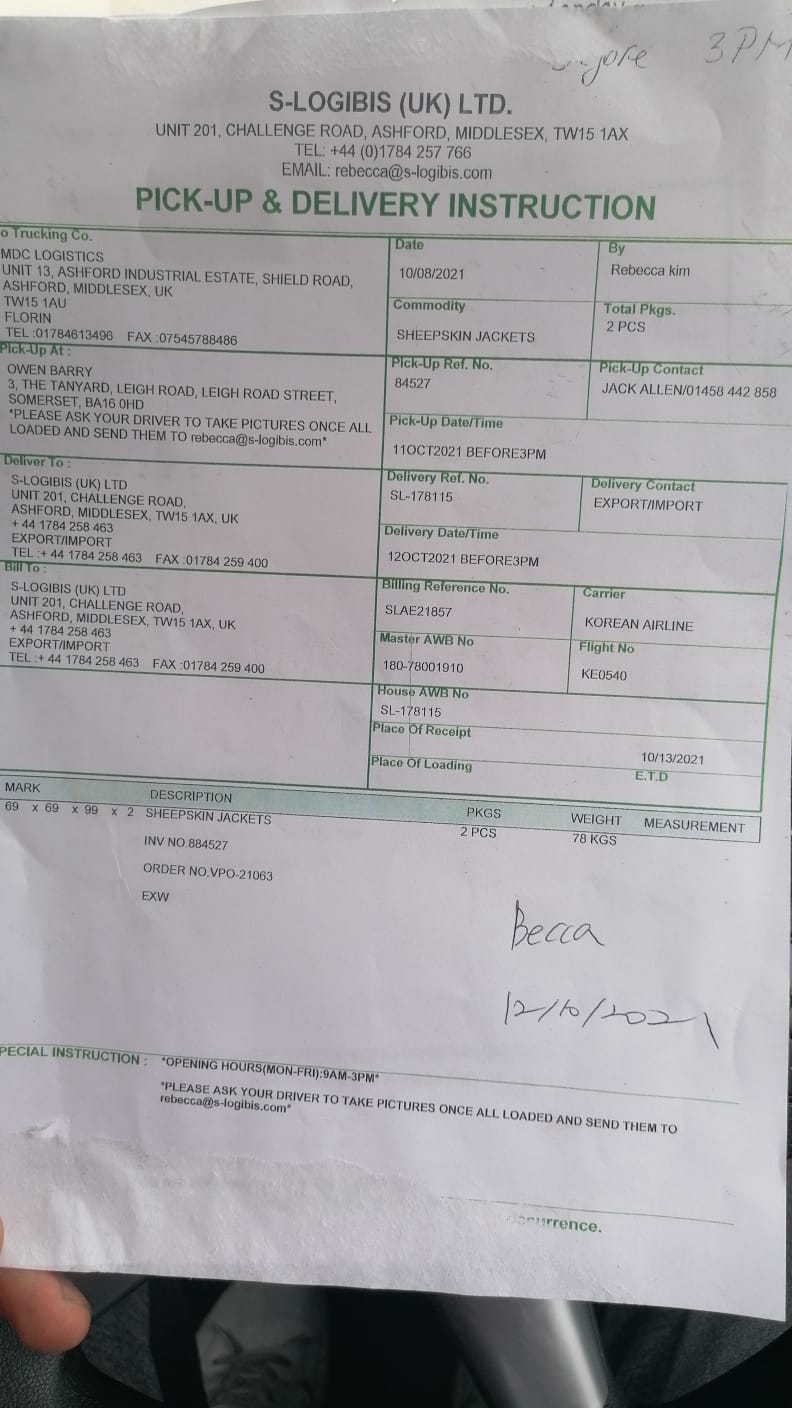 3PM
S-LOGIBIS (UK) LTD.
UNIT 201, CHALLENGE ROAD, ASHFORD, MIDDLESEX, TW15 1AX
TEL: +44 (0)1784 257 766
EMAIL: rebecca@s-logibis.com
PICK-UP & DELIVERY INSTRUCTION
o Trucking Co.
MDC LOGISTICS
UNIT 13, ASHFORD INDUSTRIAL ESTATE, SHIELD ROAD,
ASHFORD, MIDDLESEX, UK
TW15 1AU
FLORIN
TEL :01784613496 FAX :07545788486
Date
10/08/2021
By
Rebecca kim
Commodity
SHEEPSKIN JACKETS
Total Pkgs.
2 PCS
Pick-Up At :
OWEN BARRY
3, THE TANYARD, LEIGH ROAD, LEIGH ROAD STREET,
SOMERSET, BA16 0HD
*PLEASE ASK YOUR DRIVER TO TAKE PICTURES ONCE ALL
LOADED AND SEND THEM TO rebecca@s-logibis.com*
Pick-Up Ref. No.
84527
Pick-Up Contact
JACK ALLEN/01458 442 858
Pick-Up Date/Time
11OCT2021 BEFORE3PM
Deliver To :
S-LOGIBIS (UK) LTD
UNIT 201, CHALLENGE ROAD,
ASHFORD, MIDDLESEX, TW15 1AX, UK
+ 44 1784 258 463
EXPORT/IMPORT
TEL :+ 44 1784 258 463 FAX :01784 259 400
Delivery Ref. No.
SL-178115
Delivery Contact
EXPORT/IMPORT
Delivery Date/Time
12OCT2021 BEFORE3PM
Bill To :
S-LOGIBIS (UK) LTD
UNIT 201, CHALLENGE ROAD,
ASHFORD, MIDDLESEX, TW15 1AX, UK
+ 44 1784 258 463
EXPORT/IMPORT
TEL :+ 44 1784 258 463 FAX :01784 259 400
Billing Reference No.
SLAE21857
Carrier
KOREAN AIRLINE
Master AWB No
180-78001910
Flight No
KE0540
House AWB No
SL-178115
Place Of Receipt
10/13/2021
Place Of Loading
E.T.D
MARK DESCRIPTION PKGS WEIGHT MEASUREMENT
69 x 69 x 99 x 2 SHEEPSKIN JACKETS 2 PCS 78 KGS
INV NO.884527
ORDER NO.VPO-21063
EXW
Becca
12/10/2021
PECIAL INSTRUCTION : *OPENING HOURS(MON-FRI):9AM-3PM*
*PLEASE ASK YOUR DRIVER TO TAKE PICTURES ONCE ALL LOADED AND SEND THEM TO
rebecca@s-logibis.com*